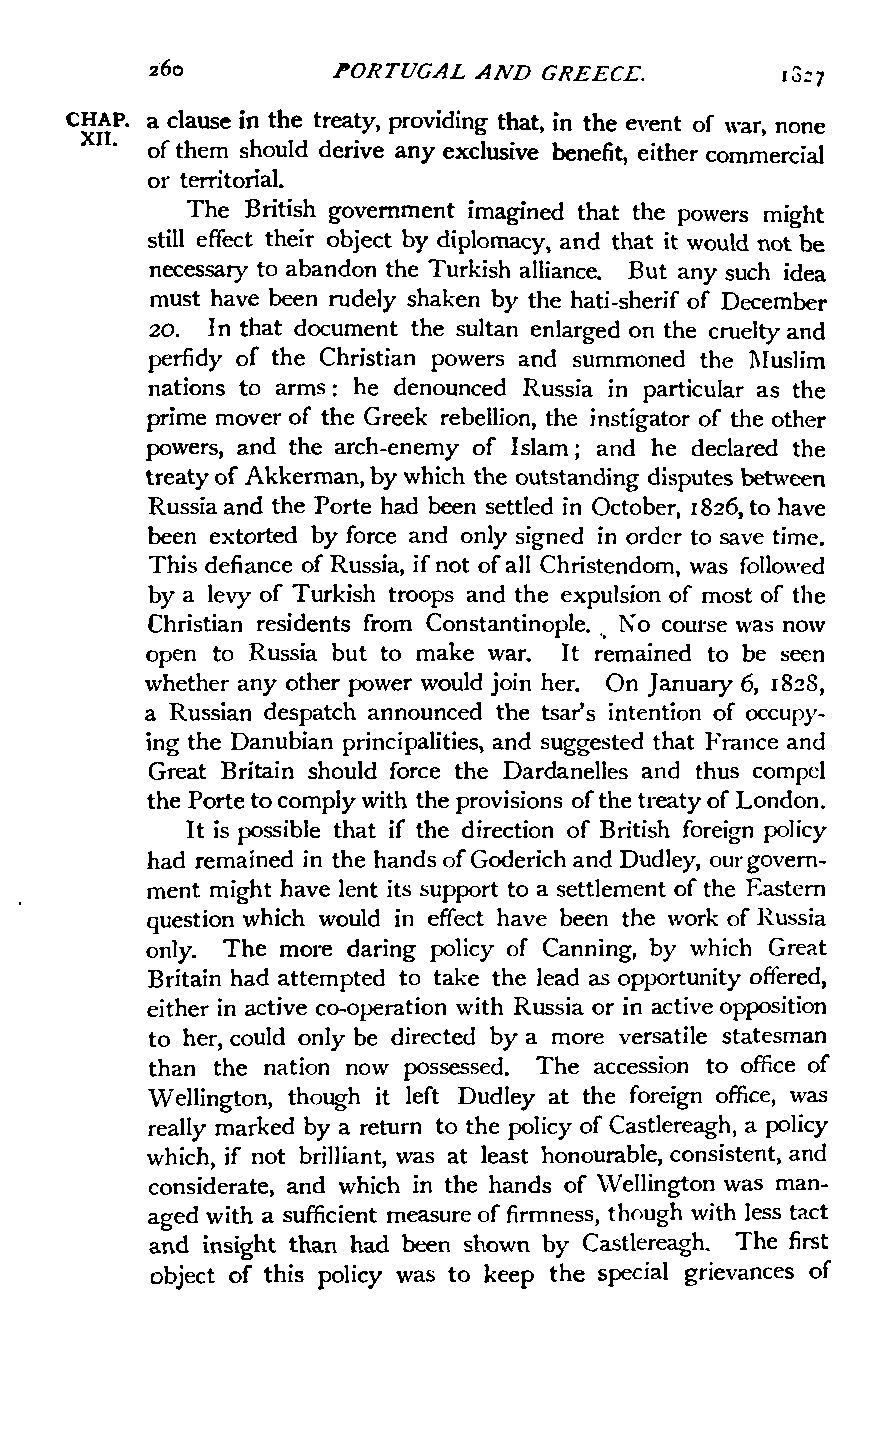 260 PORTUGAL AND GREECE. 1827
CHAP. XII.
a clause in the treaty, providing that, in the event of war, none
of them should derive any exclusive benefit, either commercial
or territorial.
The British government imagined that the powers might
still effect their object by diplomacy, and that it would not be
necessary to abandon the Turkish alliance. But any such idea
must have been rudely shaken by the hati-sherif of December
20. In that document the sultan enlarged on the cruelty and
perfidy of the Christian powers and summoned the Muslim
nations to arms: he denounced Russia in particular as the
prime mover of the Greek rebellion, the instigator of the other
powers, and the arch-enemy of Islam; and he declared the
treaty of Akkerman, by which the outstanding disputes between
Russia and the Porte had been settled in October, 1826, to have
been extorted by force and only signed in order to save time.
This defiance of Russia, if not of all Christendom, was followed
by a levy of Turkish troops and the expulsion of most of the
Christian residents from Constantinople. No course was now
open to Russia but to make war. It remained to be seen
whether any other power would join her. On January 6, 1828,
a Russian despatch announced the tsar's intention of occupy-
ing the Danubian principalities, and suggested that France and
Great Britain should force the Dardanelles and thus compel
the Porte to comply with the provisions of the treaty of London.
It is possible that if the direction of British foreign policy
had remained in the hands of Goderich and Dudley, our govern-
ment might have lent its support to a settlement of the Eastern
question which would in effect have been the work of Russia
only. The more daring policy of Canning, by which Great
Britain had attempted to take the lead as opportunity offered,
either in active co-operation with Russia or in active opposition
to her, could only be directed by a more versatile statesman
than the nation now possessed. The accession to office of
Wellington, though it left Dudley at the foreign office, was
really marked by a return to the policy of Castlereagh, a policy
which, if not brilliant, was at least honourable, consistent, and
considerate, and which in the hands of Wellington was man-
aged with a sufficient measure of firmness, though with less tact
and insight than had been shown by Castlereagh. The first
object of this policy was to keep the special grievances of